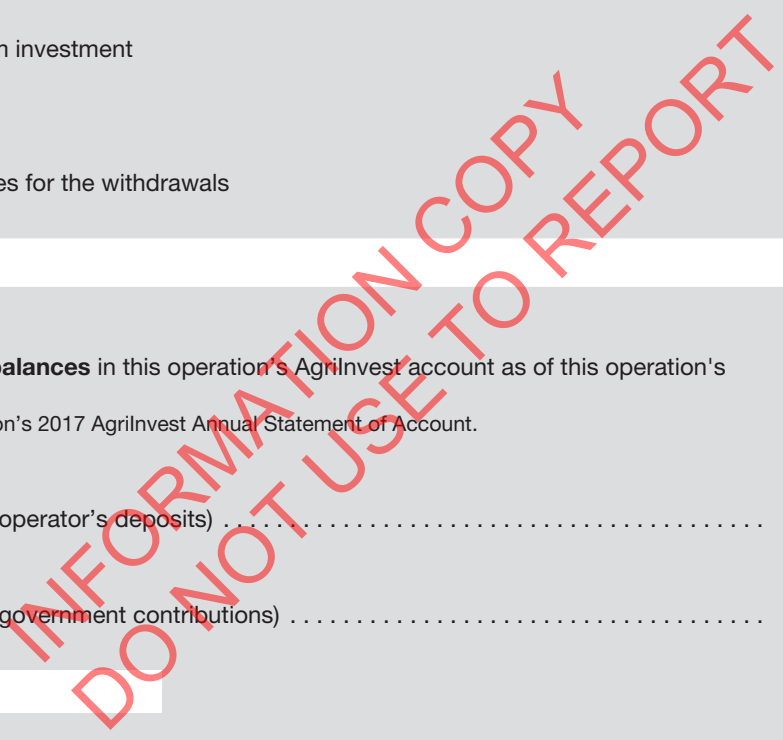 n investment
es for the withdrawals
balances in this operation's AgriInvest account as of this operation's
on's 2017 AgriInvest Annual Statement of Account.
operator's deposits) . . . . . . . . . . . . . . . . . . . . . . . . . . . . . . . . . . . . . . . . .
government contributions) . . . . . . . . . . . . . . . . . . . . . . . . . . . . . . . . . . . .
INFORMATION COPY
DO NOT USE TO REPORT